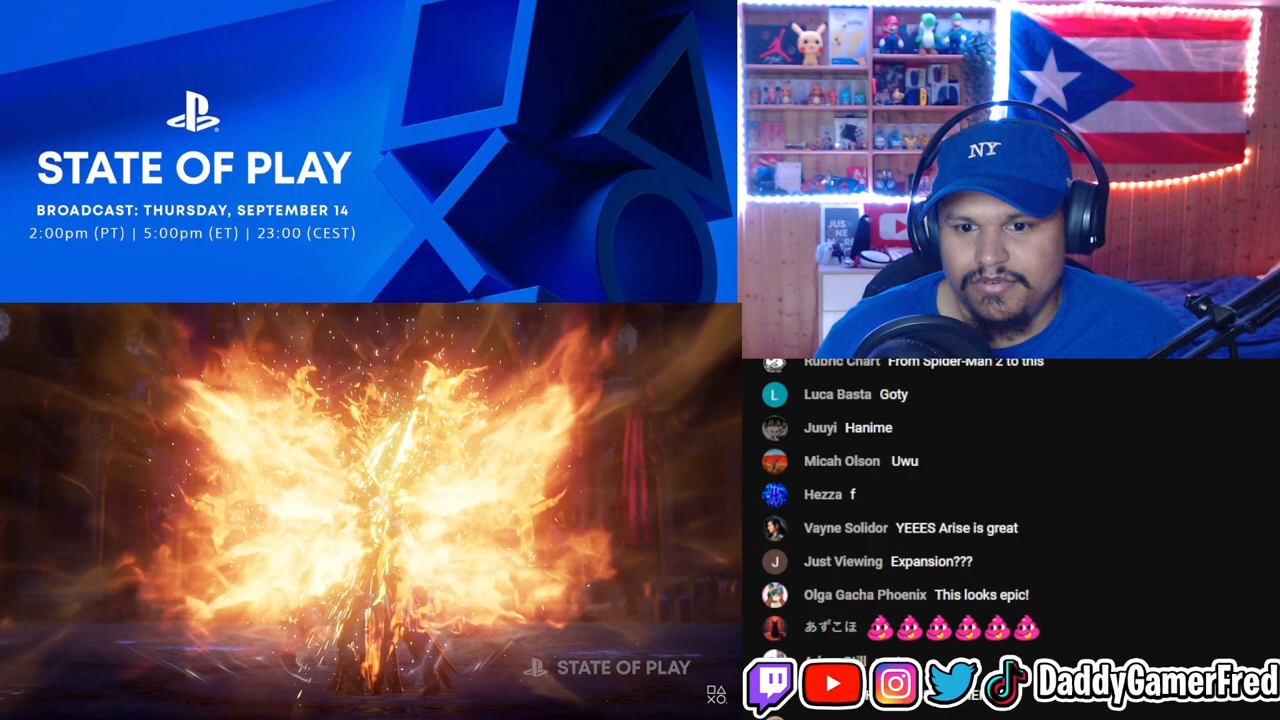 STATE OF PLAY
BROADCAST: THURSDAY, SEPTEMBER 14
2:00pm (PT) | 5:00pm (ET) | 23:00 (CEST)
NY
JUS
ONE
MORE
Rubric Chart From Spider-Man 2 to this
Luca Basta Goty
Juuyi Hanime
Micah Olson Uwu
Hezza f
Vayne Solidor YEEES Arise is great
Just Viewing Expansion???
Olga Gacha Phoenix This looks epic!
あずこほ
STATE OF PLAY
DaddyGamerFred